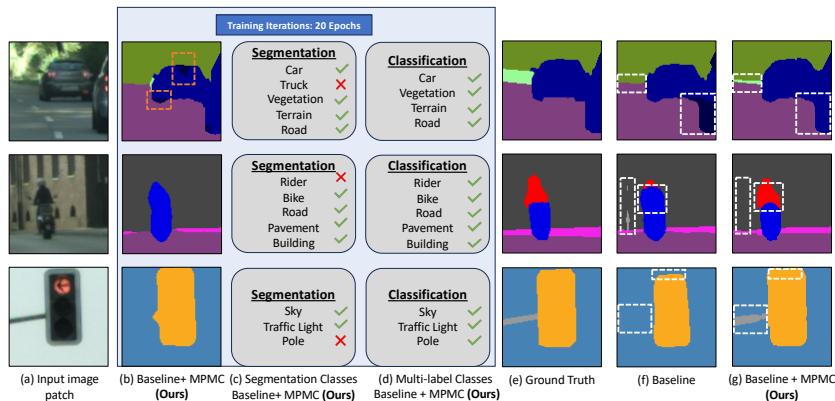 Training Iterations: 20 Epochs
Segmentation
Car
Truck
Vegetation
Terrain
Road
Classification
Car
Vegetation
Terrain
Road
Segmentation
Rider
Bike
Road
Pavement
Building
Classification
Rider
Bike
Road
Pavement
Building
Segmentation
Sky
Traffic Light
Pole
Classification
Sky
Traffic Light
Pole
(a) Input image
patch
(b) Baseline+ MPMC
(Ours)
(c) Segmentation Classes
Baseline+ MPMC (Ours)
(d) Multi-label Classes
Baseline + MPMC (Ours)
(e) Ground Truth
(f) Baseline
(g) Baseline + MPMC
(Ours)